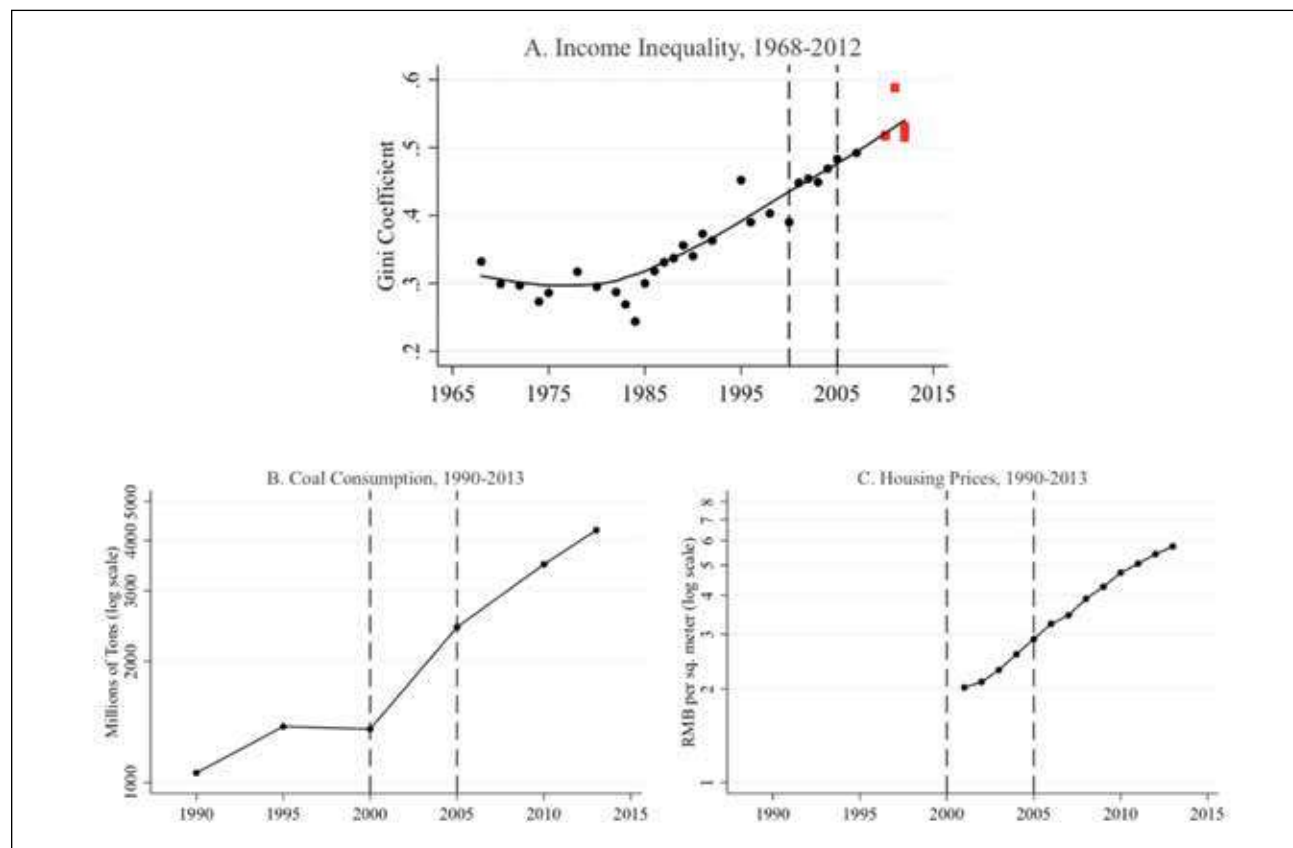 A. Income Inequality, 1968-2012
Gini Coefficient
.6
.5
.4
.3
.2
1965 1975 1985 1995 2005 2015
B. Coal Consumption, 1990-2013
Millions of Tons (log scale)
5000
4000
3000
2000
1000
1990 1995 2000 2005 2010 2015
C. Housing Prices, 1990-2013
RMB per sq. meter (log scale)
8
7
6
5
4
3
2
1
1990 1995 2000 2005 2010 2015